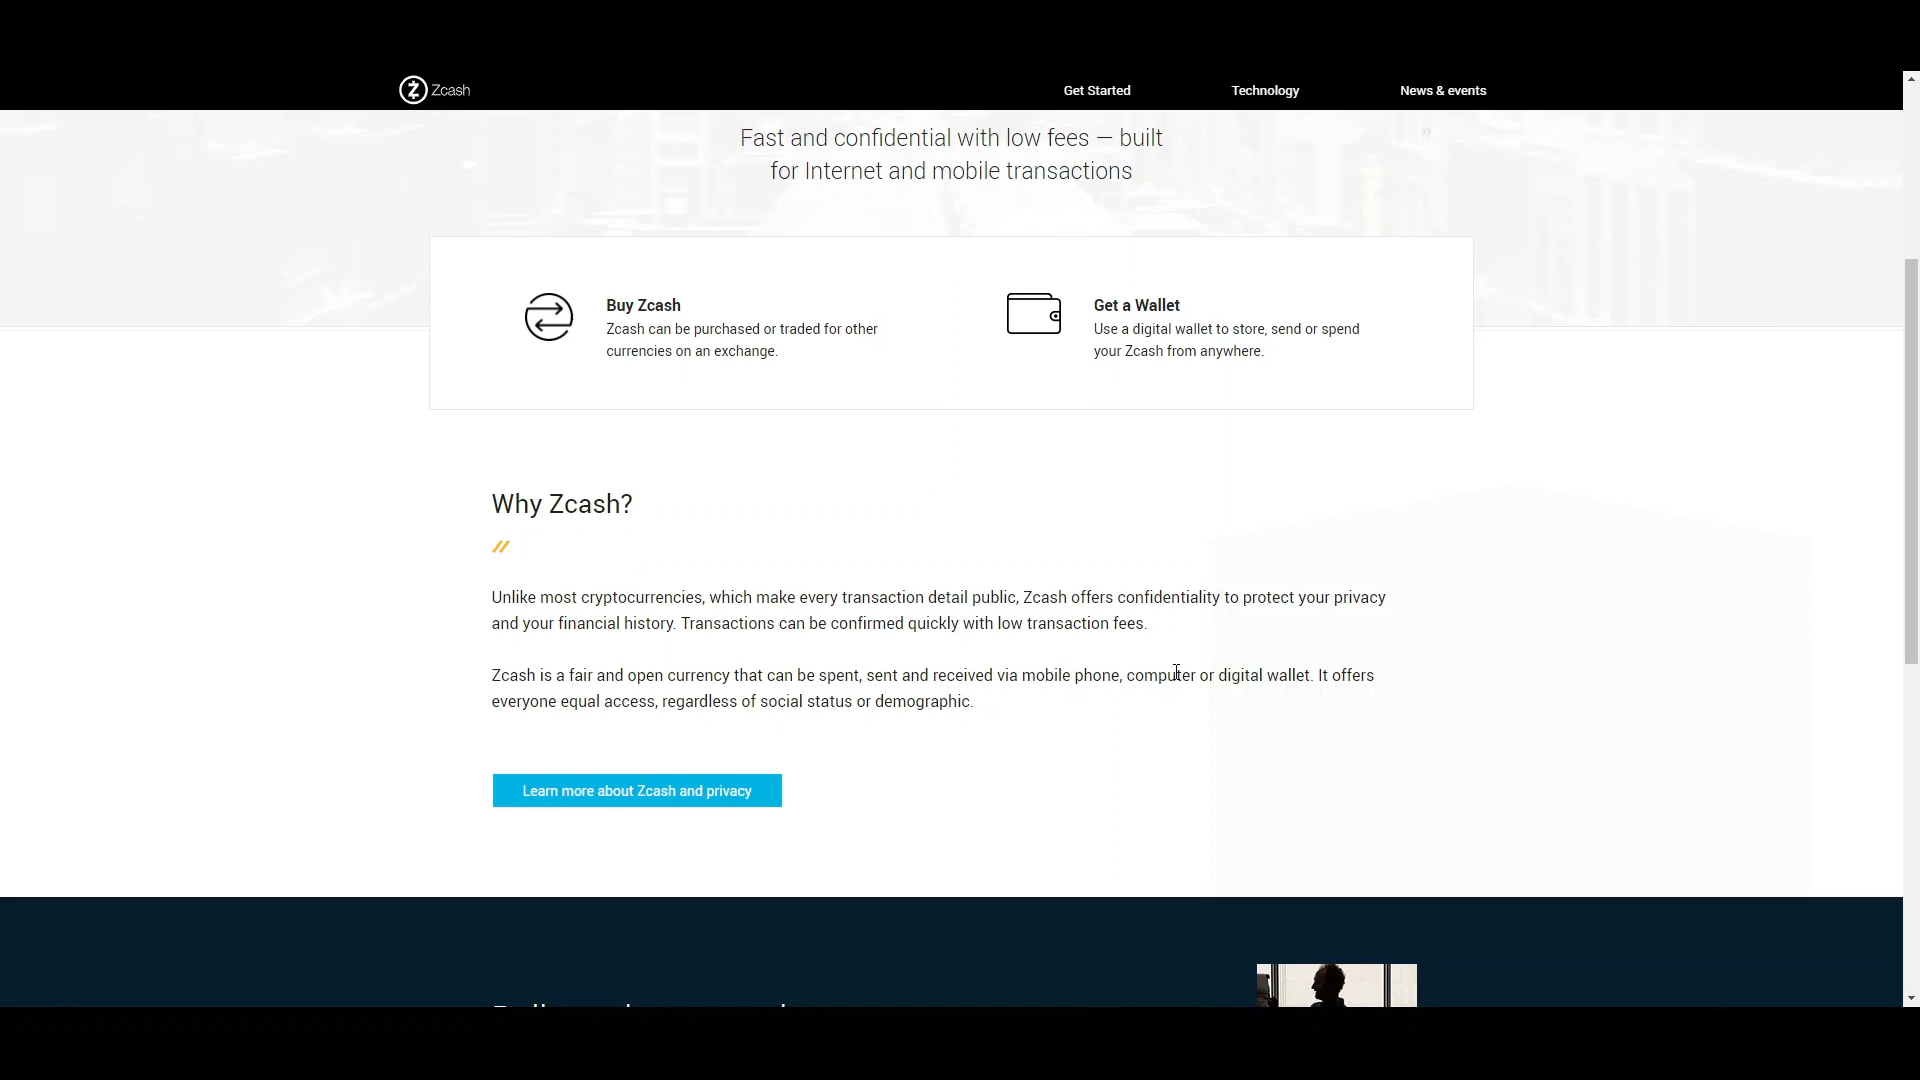 Zcash
Get Started
Technology
News & events
Fast and confidential with low fees — built
for Internet and mobile transactions
Buy Zcash
Zcash can be purchased or traded for other
currencies on an exchange.
Get a Wallet
Use a digital wallet to store, send or spend
your Zcash from anywhere.
Why Zcash?
Unlike most cryptocurrencies, which make every transaction detail public, Zcash offers confidentiality to protect your privacy
and your financial history. Transactions can be confirmed quickly with low transaction fees.
Zcash is a fair and open currency that can be spent, sent and received via mobile phone, computer or digital wallet. It offers
everyone equal access, regardless of social status or demographic.
Learn more about Zcash and privacy